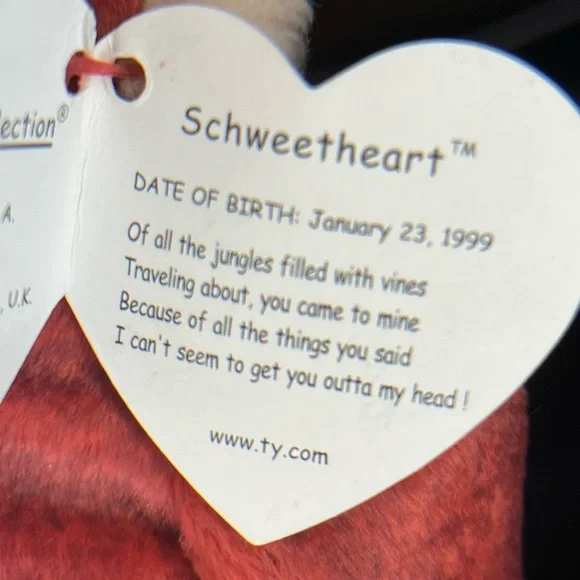 ection®
A.
, U.K.
Schweetheart™
DATE OF BIRTH: January 23, 1999
Of all the jungles filled with vines
Traveling about, you came to mine
Because of all the things you said
I can't seem to get you outta my head !
www.ty.com